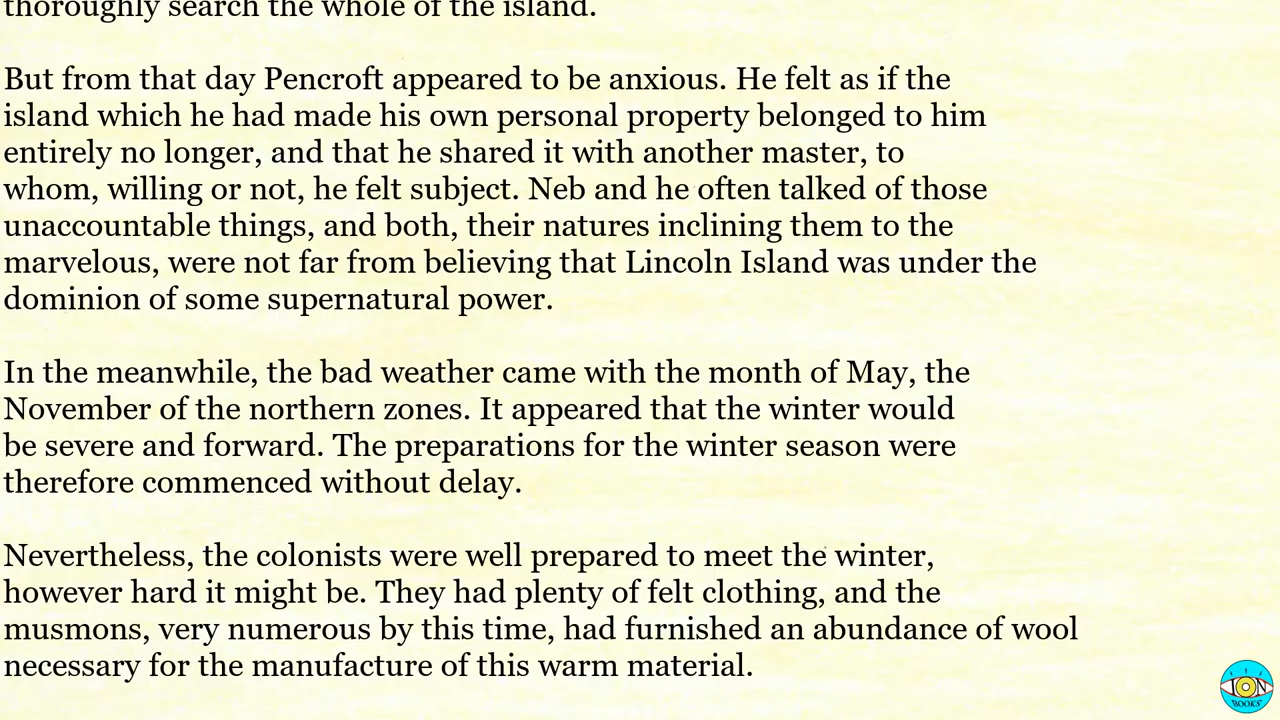 thoroughly search the whole of the island.
But from that day Pencroft appeared to be anxious. He felt as if the
island which he had made his own personal property belonged to him
entirely no longer, and that he shared it with another master, to
whom, willing or not, he felt subject. Neb and he often talked of those
unaccountable things, and both, their natures inclining them to the
marvelous, were not far from believing that Lincoln Island was under the
dominion of some supernatural power.
In the meanwhile, the bad weather came with the month of May, the
November of the northern zones. It appeared that the winter would
be severe and forward. The preparations for the winter season were
therefore commenced without delay.
Nevertheless, the colonists were well prepared to meet the winter,
however hard it might be. They had plenty of felt clothing, and the
musmons, very numerous by this time, had furnished an abundance of wool
necessary for the manufacture of this warm material.
ION
BOOKS